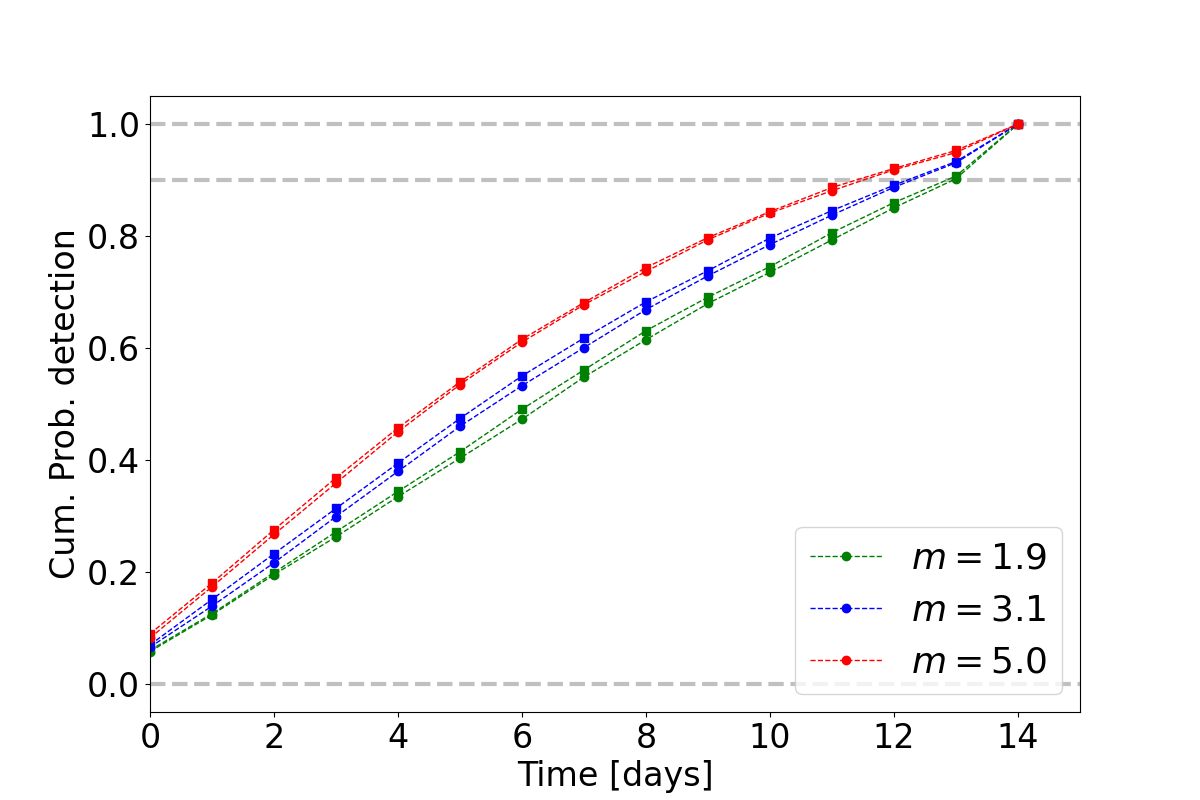 Cum. Prob. detection
1.0
0.8
0.6
0.4
0.2
0.0
m = 1.9
m = 3.1
m = 5.0
0 2 4 6 8 10 12 14
Time [days]